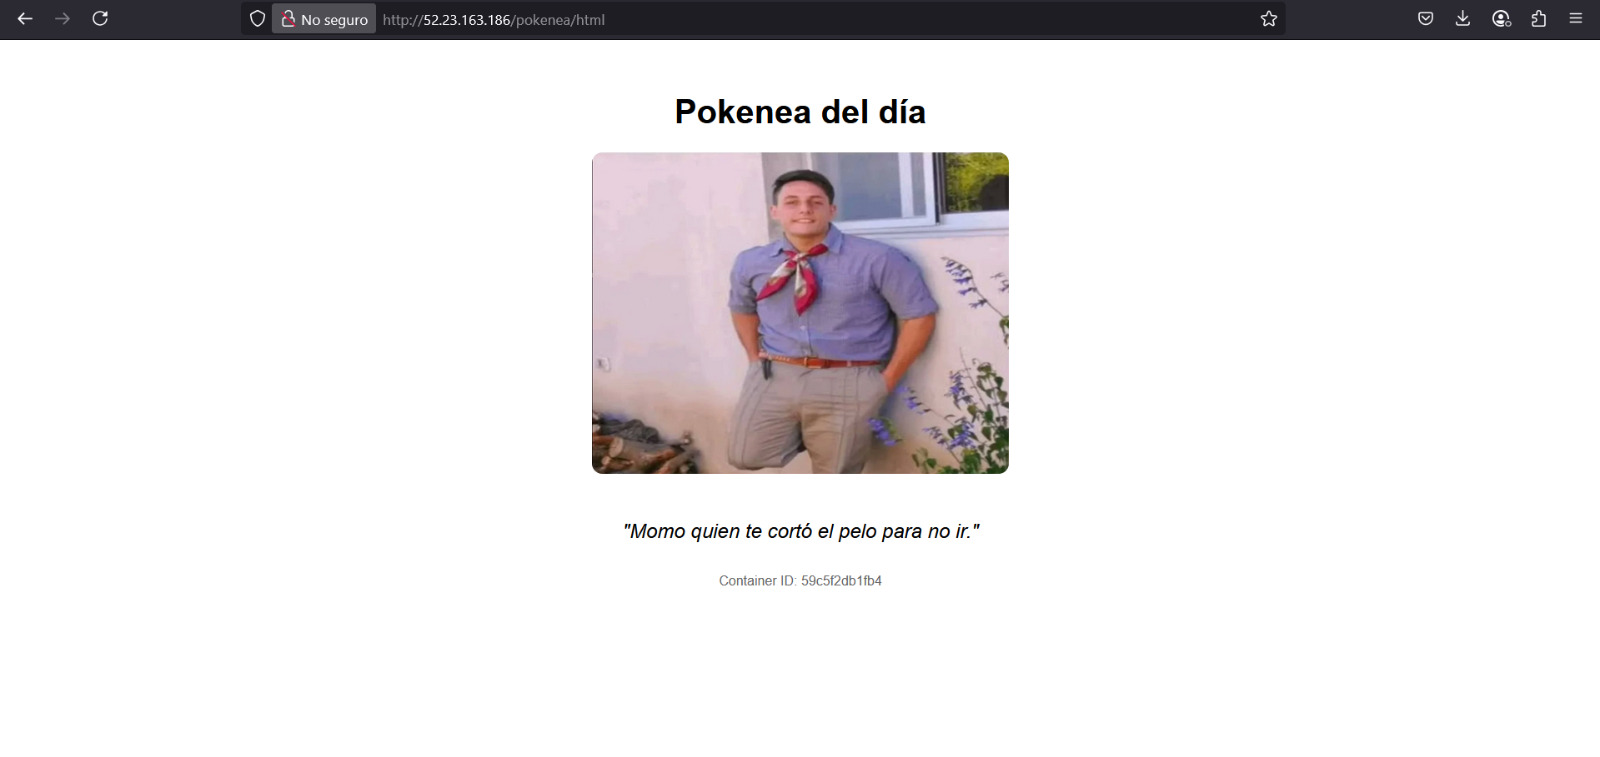 No seguro
http://52.23.163.186/pokenea/html
Pokenea del día
"Momo quien te cortó el pelo para no ir."
Container ID: 59c5f2db1fb4